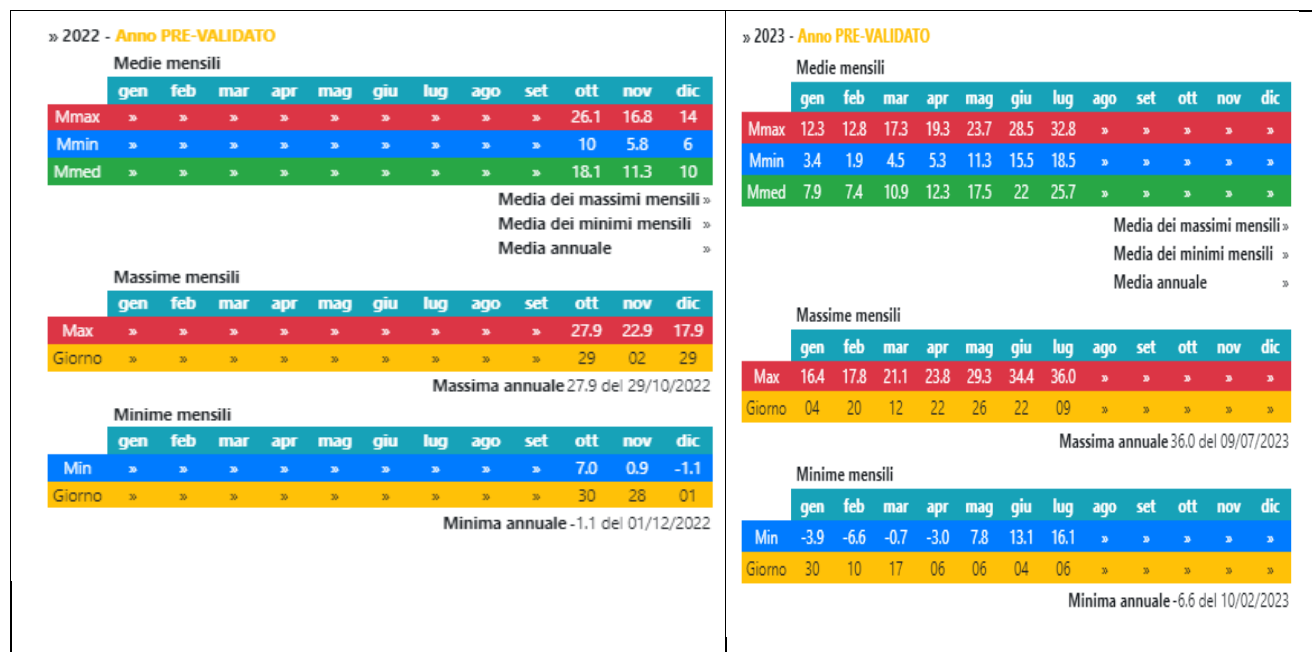 » 2022 - Anno PRE-VALIDATO
Medie mensili
gen feb mar apr mag giu lug ago set ott nov dic
Mmax » » » » » » » » » 26.1 16.8 14
Mmin » » » » » » » » » 10 5.8 6
Mmed » » » » » » » » » 18.1 11.3 10
Media dei massimi mensili »
Media dei minimi mensili »
Media annuale »
Massime mensili
gen feb mar apr mag giu lug ago set ott nov dic
Max » » » » » » » » » 27.9 22.9 17.9
Giorno » » » » » » » » » 29 02 29
Massima annuale 27.9 del 29/10/2022
Minime mensili
gen feb mar apr mag giu lug ago set ott nov dic
Min » » » » » » » » » 7.0 0.9 -1.1
Giorno » » » » » » » » » 30 28 01
Minima annuale -1.1 del 01/12/2022
» 2023 - Anno PRE-VALIDATO
Medie mensili
gen feb mar apr mag giu lug ago set ott nov dic
Mmax 12.3 12.8 17.3 19.3 23.7 28.5 32.8 » » » » »
Mmin 3.4 1.9 4.5 5.3 11.3 15.5 18.5 » » » » »
Mmed 7.9 7.4 10.9 12.3 17.5 22 25.7 » » » » »
Media dei massimi mensili »
Media dei minimi mensili »
Media annuale »
Massime mensili
gen feb mar apr mag giu lug ago set ott nov dic
Max 16.4 17.8 21.1 23.8 29.3 34.4 36.0 » » » » »
Giorno 04 20 12 22 26 22 09 » » » » »
Massima annuale 36.0 del 09/07/2023
Minime mensili
gen feb mar apr mag giu lug ago set ott nov dic
Min -3.9 -6.6 -0.7 -3.0 7.8 13.1 16.1 » » » » »
Giorno 30 10 17 06 06 04 06 » » » » »
Minima annuale -6.6 del 10/02/2023